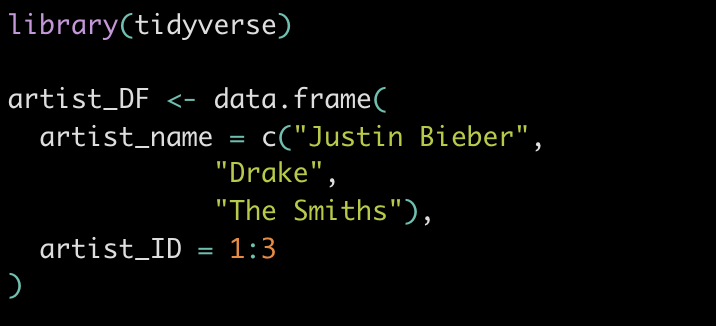 library(tidyverse)
artist_DF <- data.frame(
artist_name = c("Justin Bieber",
"Drake",
"The Smiths"),
artist_ID = 1:3
)